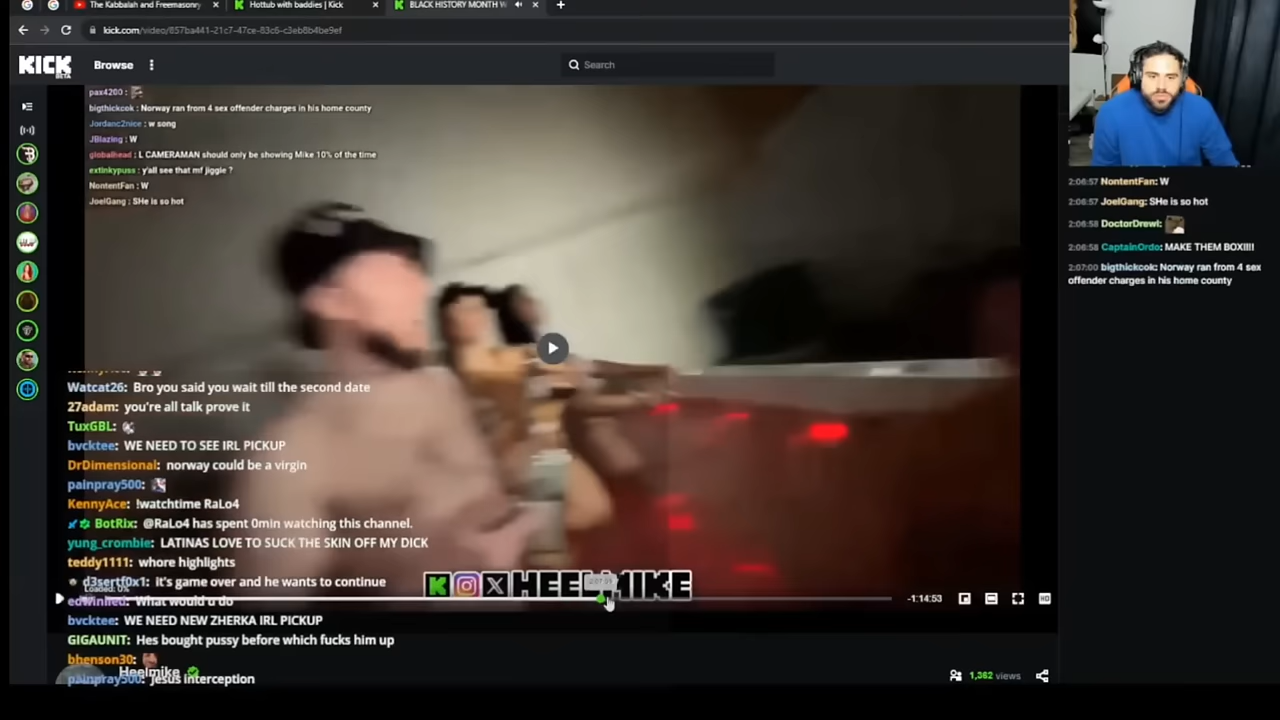 The Kabbalah and Freemasonry
Hottub with baddies | Kick
BLACK HISTORY MONTH
kick.com/video/857ba441-21c7-47ce-83c6-c3eb8b4be9ef
KICK
BETA
Browse
Search
pax4200 :
bigthickcok : Norway ran from 4 sex offender charges in his home county
Jordanc2nice : w song
JBlazing : W
globalhead : L CAMERAMAN should only be showing Mike 10% of the time
extinkypuss : y'all see that mf jiggle ?
NontentFan : W
JoelGang : SHe is so hot
Watcat26: Bro you said you wait till the second date
27adam: you're all talk prove it
TuxGBL:
bvcktee: WE NEED TO SEE IRL PICKUP
DrDimensional: norway could be a virgin
painpray500:
KennyAce: !watchtime RaLo4
BotRix: @RaLo4 has spent 0min watching this channel.
yung_crombie: LATINAS LOVE TO SUCK THE SKIN OFF MY DICK
teddy1111: whore highlights
d3sertf0x1: it's game over and he wants to continue
Loaded: 0%
What would u do
bvcktee: WE NEED NEW ZHERKA IRL PICKUP
GIGAUNIT: Hes bought pussy before which fucks him up
bhenson30:
Heelmike
painpray500: Jesus interception
K X HEELMIKE
-1:14:53
HD
1,362 views
2:06:57 NontentFan: W
2:06:57 JoelGang: SHe is so hot
2:06:58 DoctorDrewl:
2:06:58 CaptainOrdo: MAKE THEM BOX!!!!
2:07:00 bigthickcok: Norway ran from 4 sex
offender charges in his home county